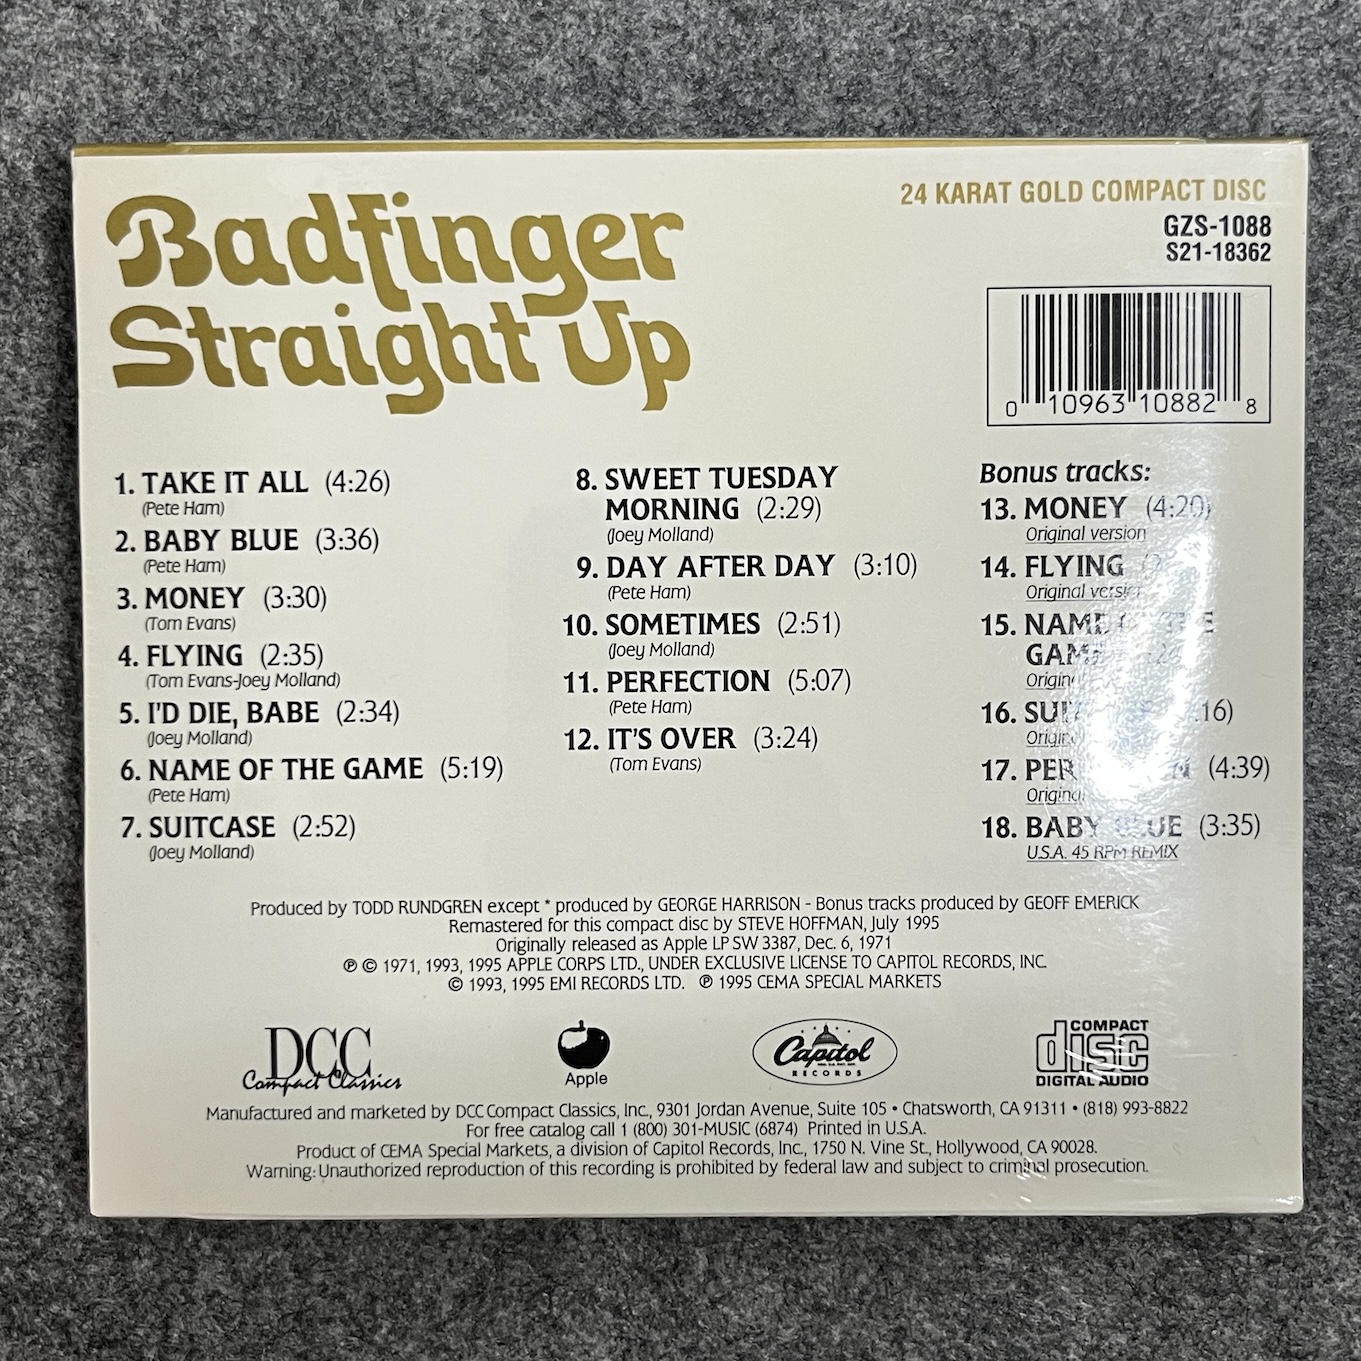 Badfinger
Straight Up
24 KARAT GOLD COMPACT DISC
GZS-1088
S21-18362
0 10963 10882 8
1. TAKE IT ALL (4:26)
(Pete Ham)
2. BABY BLUE (3:36)
(Pete Ham)
3. MONEY (3:30)
(Tom Evans)
4. FLYING (2:35)
(Tom Evans-Joey Molland)
5. I'D DIE, BABE (2:34)
(Joey Molland)
6. NAME OF THE GAME (5:19)
(Pete Ham)
7. SUITCASE (2:52)
(Joey Molland)
8. SWEET TUESDAY
MORNING (2:29)
(Joey Molland)
9. DAY AFTER DAY (3:10)
(Pete Ham)
10. SOMETIMES (2:51)
(Joey Molland)
11. PERFECTION (5:07)
(Pete Ham)
12. IT'S OVER (3:24)
(Tom Evans)
Bonus tracks:
13. MONEY (4:20)
Original version
14. FLYING
Original version
15. NAME OF THE
GAME
16.
17. (4:39)
18. BABY BLUE (3:35)
U.S.A. 45 RPM REMIX
Produced by TODD RUNDGREN except * produced by GEORGE HARRISON - Bonus tracks produced by GEOFF EMERICK
Remastered for this compact disc by STEVE HOFFMAN, July 1995
Originally released as Apple LP SW 3387, Dec. 6, 1971
℗ © 1971, 1993, 1995 APPLE CORPS LTD., UNDER EXCLUSIVE LICENSE TO CAPITOL RECORDS, INC.
© 1993, 1995 EMI RECORDS LTD. ℗ 1995 CEMA SPECIAL MARKETS
DCC
Compact Classics
Apple
Capitol
RECORDS
COMPACT
disc
DIGITAL AUDIO
Manufactured and marketed by DCC Compact Classics, Inc., 9301 Jordan Avenue, Suite 105 • Chatsworth, CA 91311 • (818) 993-8822
For free catalog call 1 (800) 301-MUSIC (6874) Printed in U.S.A.
Product of CEMA Special Markets, a division of Capitol Records, Inc., 1750 N. Vine St., Hollywood, CA 90028.
Warning: Unauthorized reproduction of this recording is prohibited by federal law and subject to criminal prosecution.